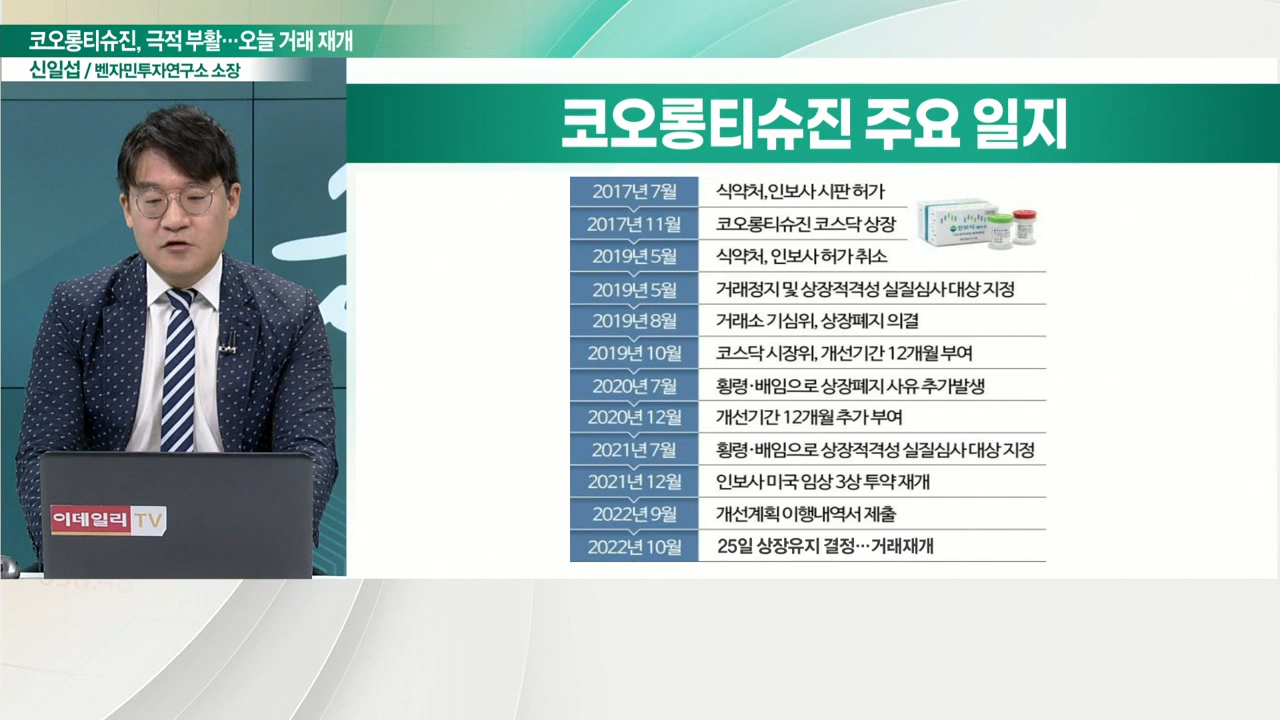 코오롱티슈진, 극적 부활…오늘 거래 재개
신일섭 / 벤자민투자연구소 소장
코오롱티슈진 주요 일지
2017년 7월 식약처,인보사 시판 허가
2017년 11월 코오롱티슈진 코스닥 상장
2019년 5월 식약처, 인보사 허가 취소
2019년 5월 거래정지 및 상장적격성 실질심사 대상 지정
2019년 8월 거래소 기심위, 상장폐지 의결
2019년 10월 코스닥 시장위, 개선기간 12개월 부여
2020년 7월 횡령·배임으로 상장폐지 사유 추가발생
2020년 12월 개선기간 12개월 추가 부여
2021년 7월 횡령·배임으로 상장적격성 실질심사 대상 지정
2021년 12월 인보사 미국 임상 3상 투약 재개
2022년 9월 개선계획 이행내역서 제출
2022년 10월 25일 상장유지 결정…거래재개
인보사
이데일리 TV